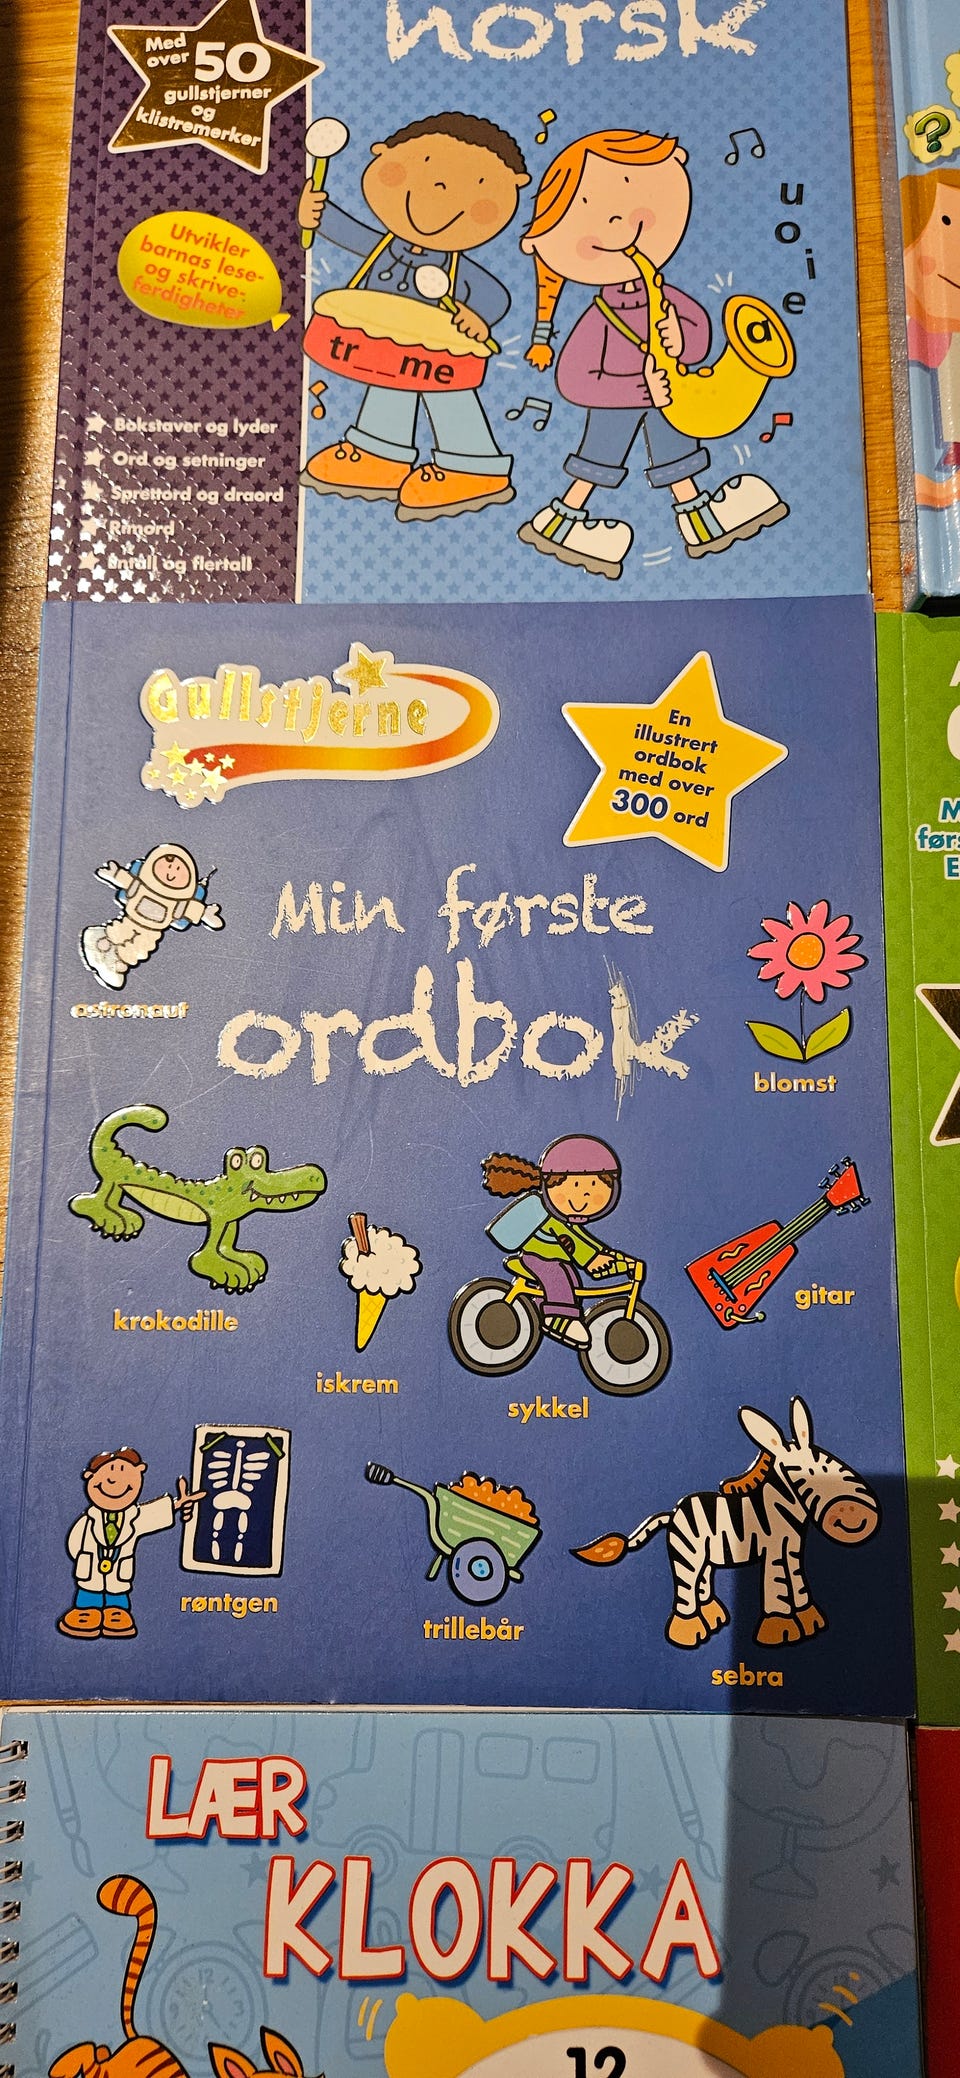 norsk
Med
over 50
gullstjerner
og
klistremerker
Utvikler
barnas lese-
og skrive-
ferdigheter
u
o
i
e
a
tr__me
Bokstaver og lyder
Ord og setninger
Sprettord og draord
Rimord
Antall og flertall
?
Gullstjerne
En
illustrert
ordbok
med over
300 ord
Min første
ordbok
astronaut
blomst
krokodille
iskrem
sykkel
gitar
røntgen
trillebår
sebra
LÆR
KLOKKA
12